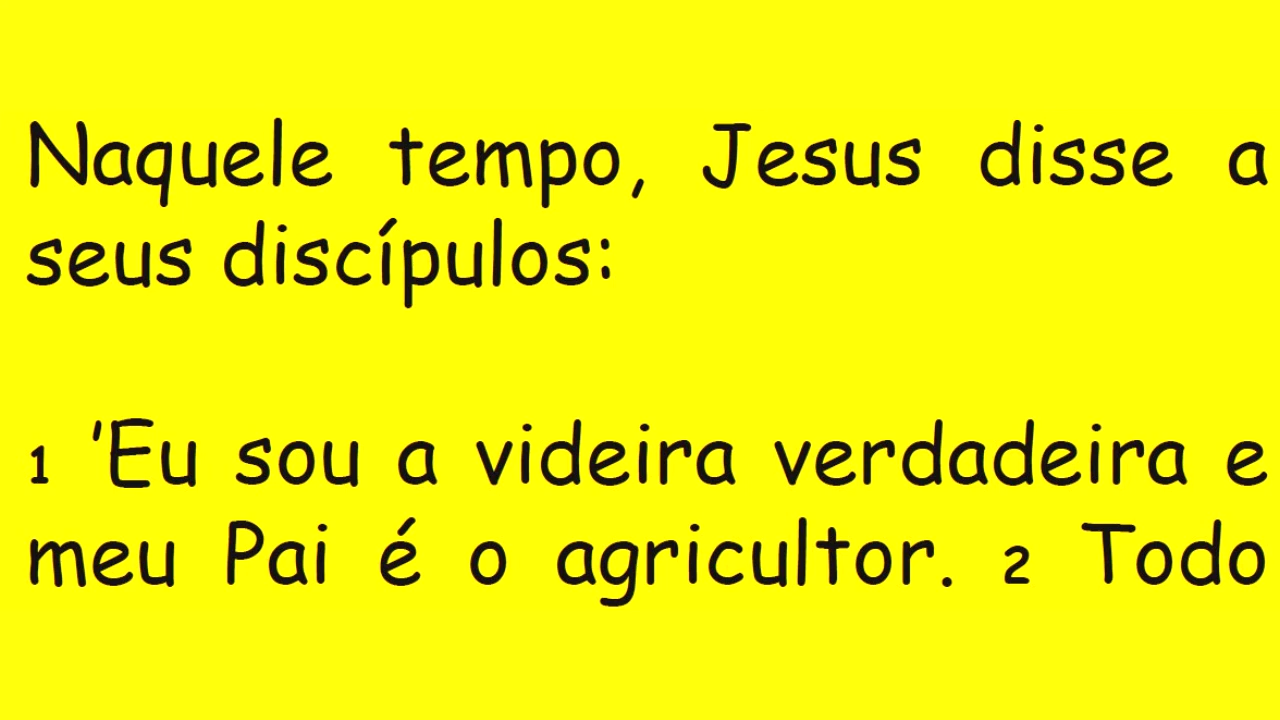 Naquele tempo, Jesus disse a
seus discípulos:
1 'Eu sou a videira verdadeira e
meu Pai é o agricultor. 2 Todo